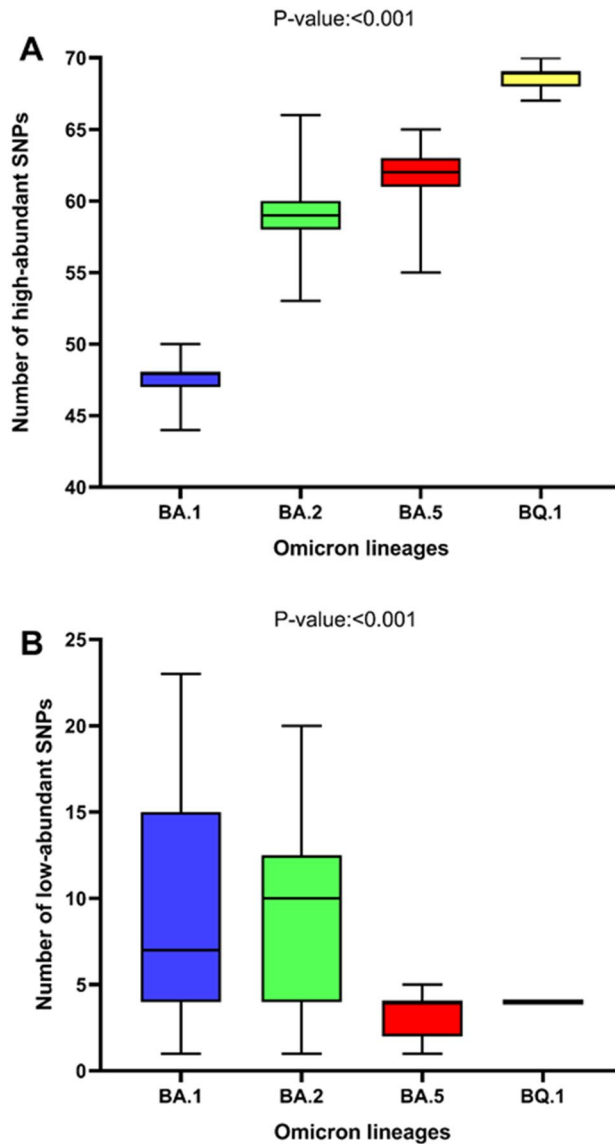 P-value:<0.001
A
Number of high-abundant SNPs
70
65
60
55
50
45
40
BA.1 BA.2 BA.5 BQ.1
Omicron lineages
P-value:<0.001
B
Number of low-abundant SNPs
25
20
15
10
5
0
BA.1 BA.2 BA.5 BQ.1
Omicron lineages